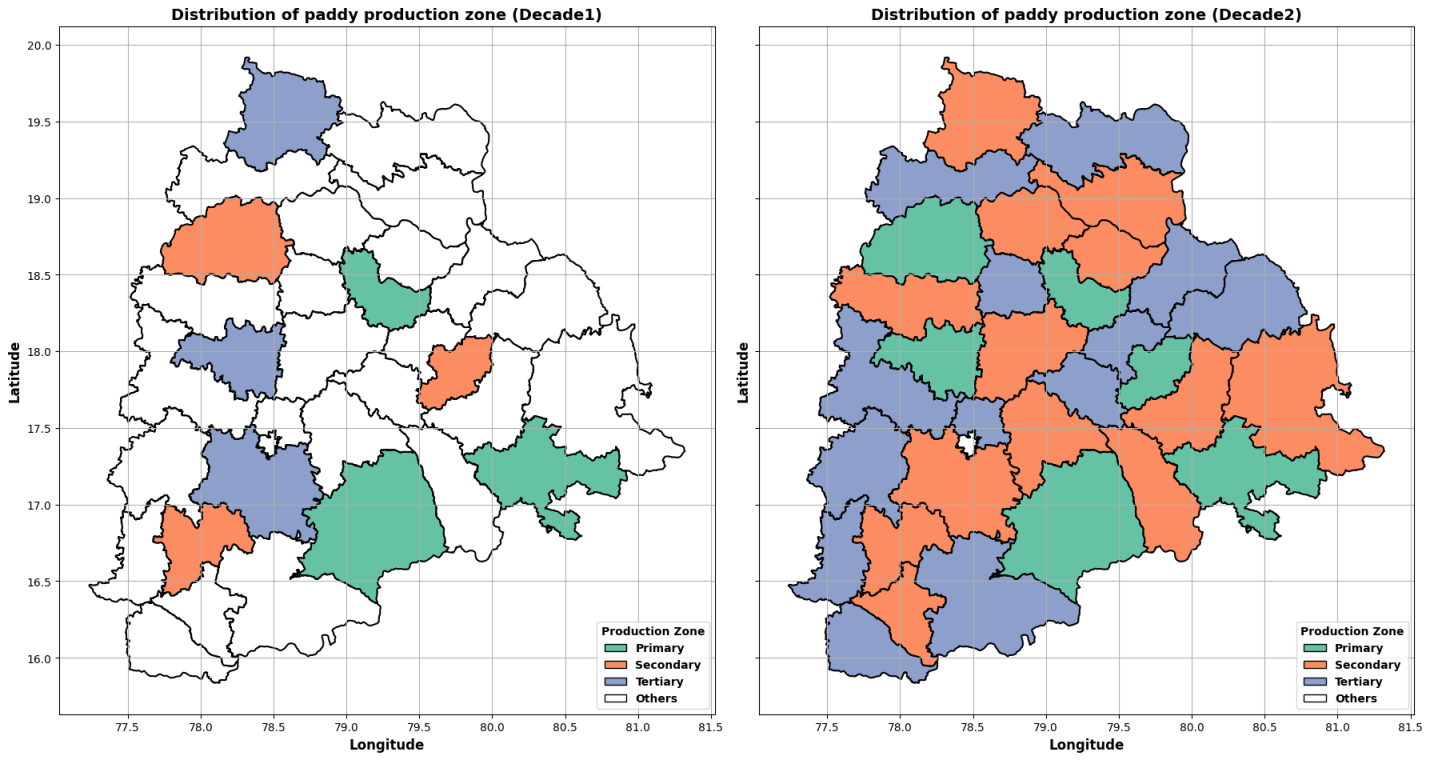 Distribution of paddy production zone (Decade1)
20.0
19.5
19.0
18.5
18.0
17.5
17.0
16.5
16.0
Latitude
77.5 78.0 78.5 79.0 79.5 80.0 80.5 81.0 81.5
Longitude
Production Zone
Primary
Secondary
Tertiary
Others
Distribution of paddy production zone (Decade2)
Latitude
77.5 78.0 78.5 79.0 79.5 80.0 80.5 81.0 81.5
Longitude
Production Zone
Primary
Secondary
Tertiary
Others